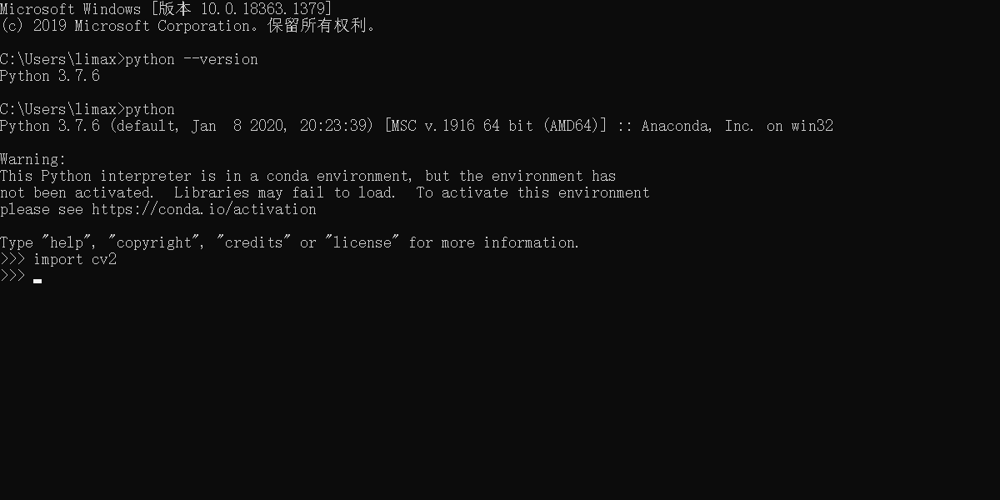 Microsoft Windows [版本 10.0.18363.1379]
(c) 2019 Microsoft Corporation。保留所有权利。
C:\Users\limax>python --version
Python 3.7.6
C:\Users\limax>python
Python 3.7.6 (default, Jan  8 2020, 20:23:39) [MSC v.1916 64 bit (AMD64)] :: Anaconda, Inc. on win32
Warning:
This Python interpreter is in a conda environment, but the environment has
not been activated.  Libraries may fail to load.  To activate this environment
please see https://conda.io/activation
Type "help", "copyright", "credits" or "license" for more information.
>>> import cv2
>>>